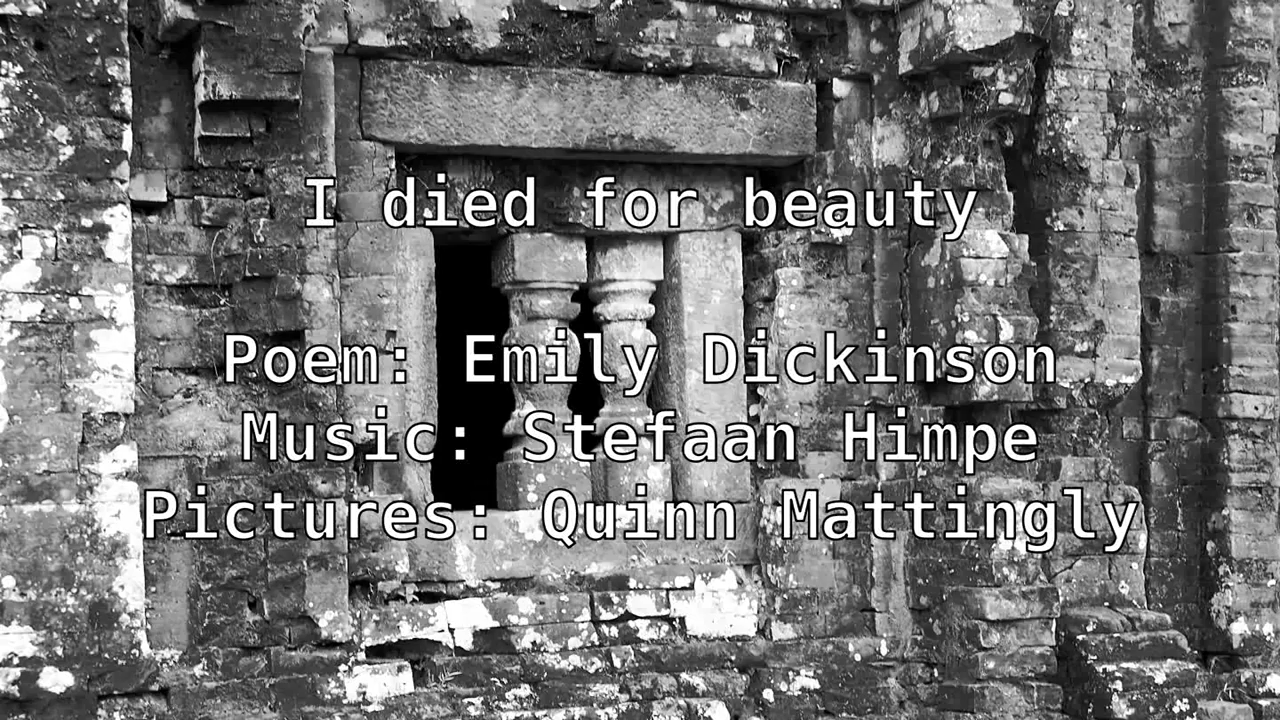 I died for beauty
Poem: Emily Dickinson
Music: Stefaan Himpe
Pictures: Quinn Mattingly